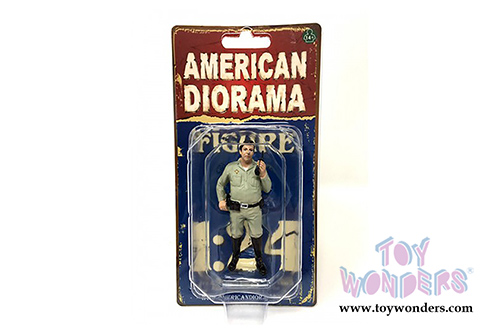 14+
AMERICAN
DIORAMA
FIGURE
1:24
TOY
WONDERS®
www.toywonders.com